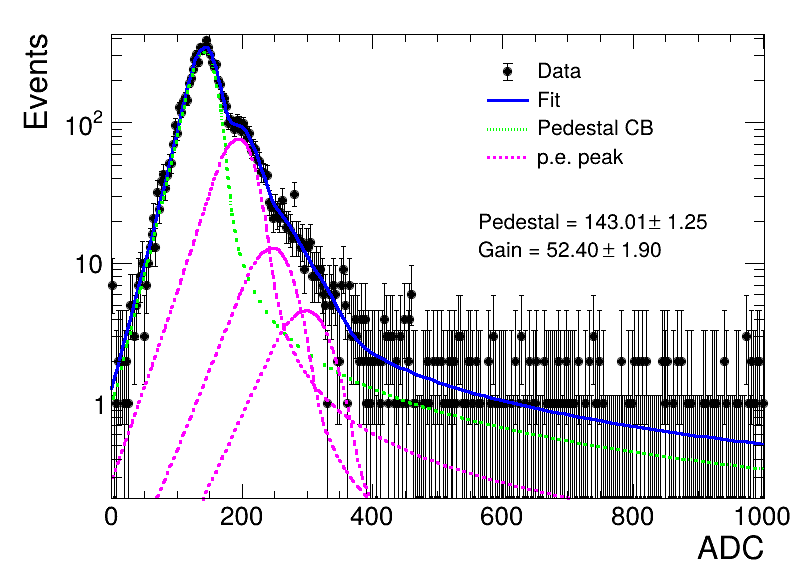 Events
10²
10
1
Data
Fit
Pedestal CB
p.e. peak
Pedestal = 143.01± 1.25
Gain = 52.40 ± 1.90
0 200 400 600 800 1000
ADC